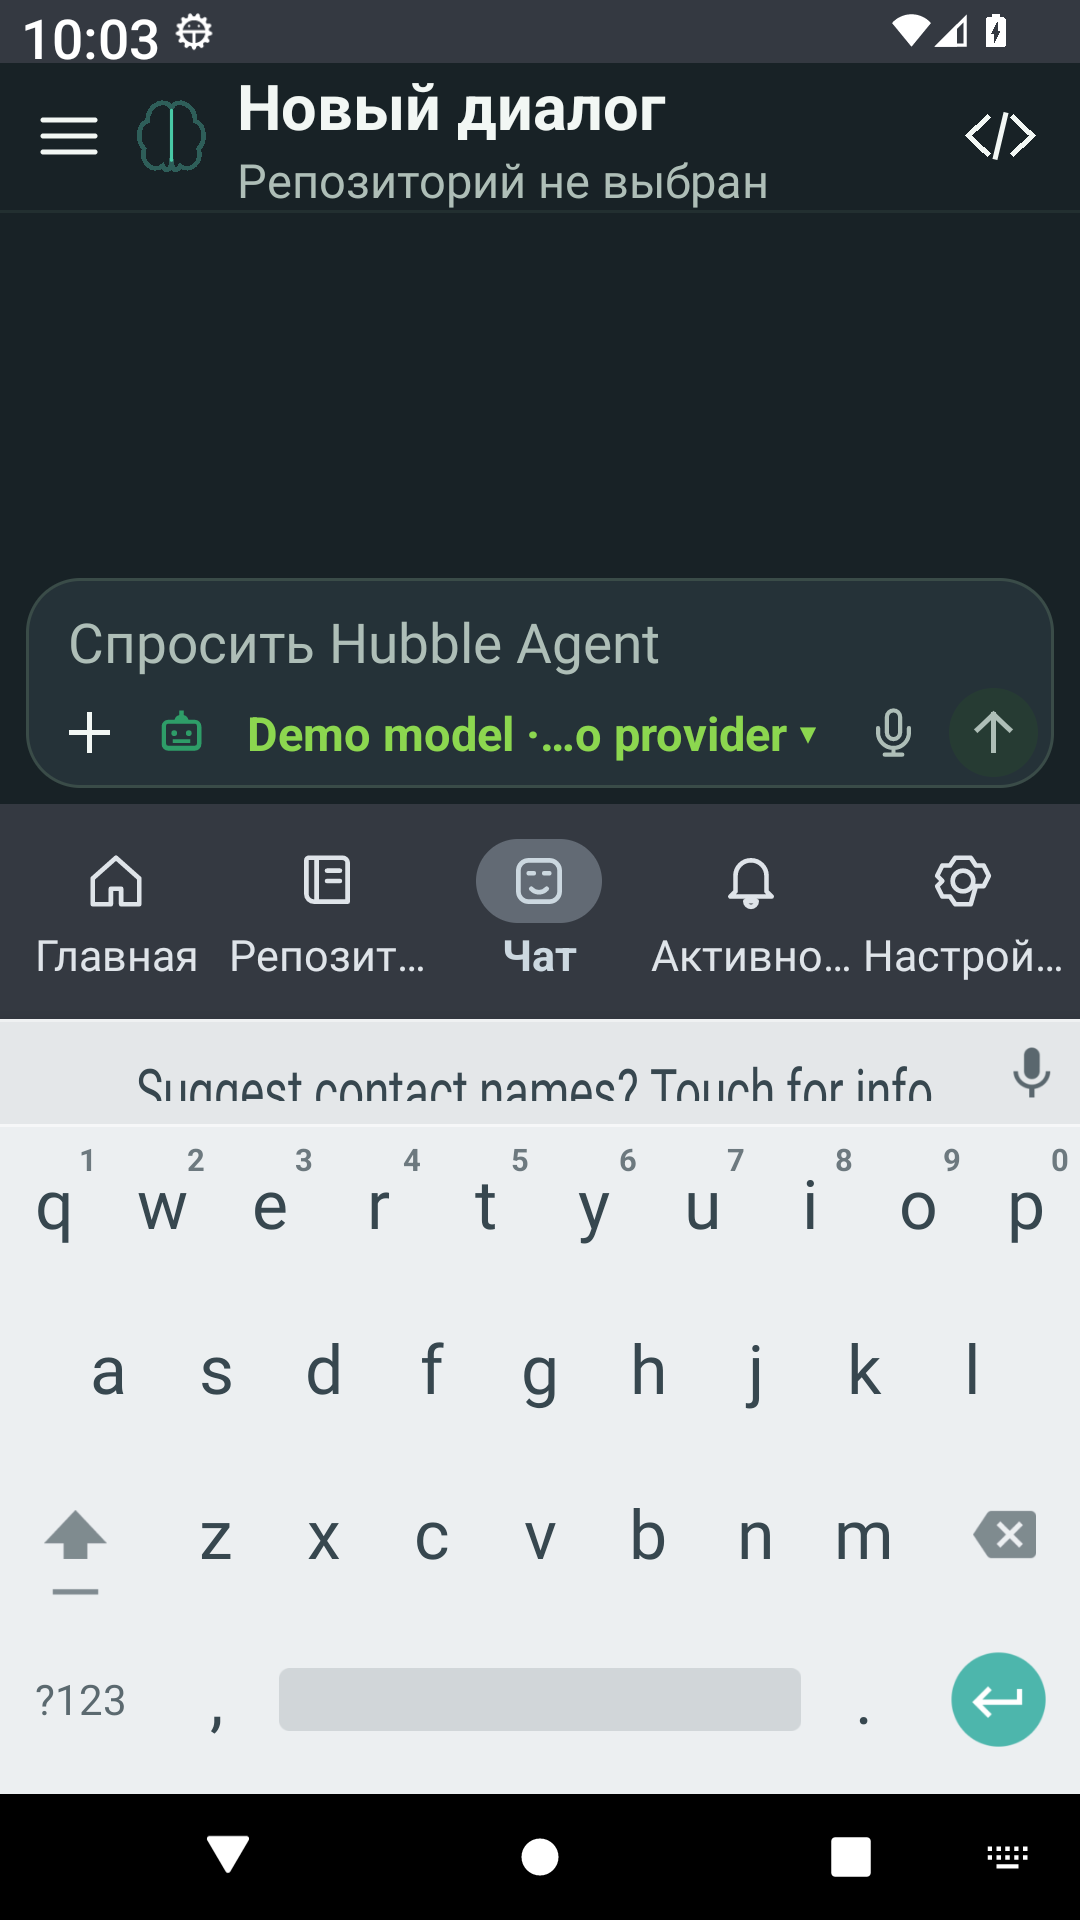 10:03
Новый диалог
Репозиторий не выбран
Спросить Hubble Agent
Demo model ·…o provider ▾
Главная Репозит… Чат Активно… Настрой…
Suggest contact names? Touch for info
1 2 3 4 5 6 7 8 9 0
q w e r t y u i o p
a s d f g h j k l
z x c v b n m
?123 , .